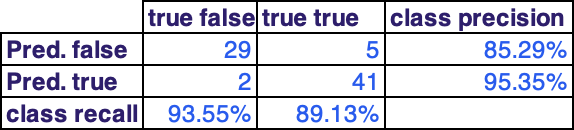 true false true true class precision
Pred. false 29 5 85.29%
Pred. true 2 41 95.35%
class recall 93.55% 89.13%